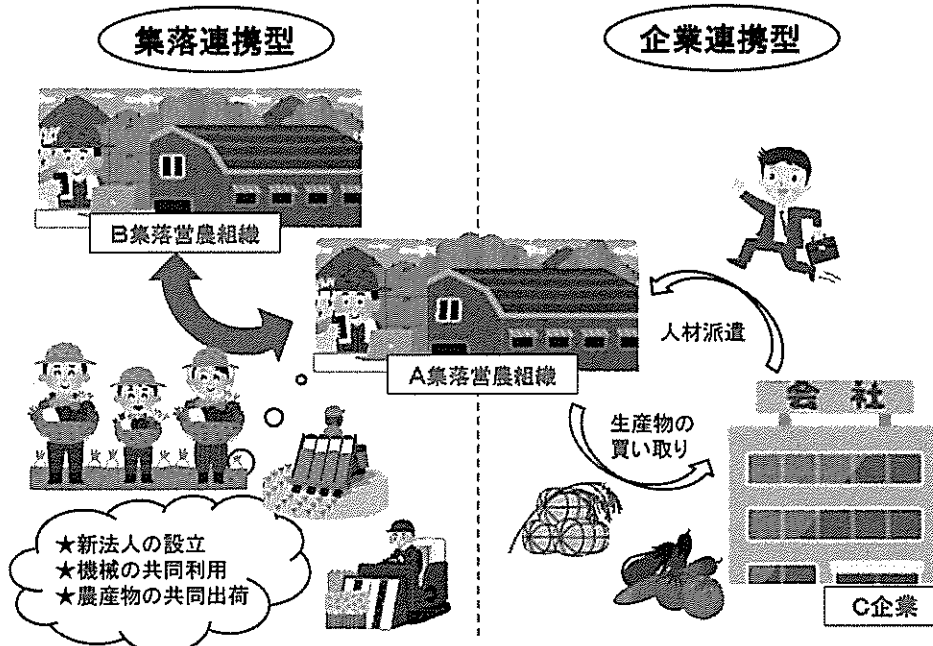 集落連携型
企業連携型
B集落営農組織
A集落営農組織
人材派遣
生産物の
買い取り
会 社
★新法人の設立
★機械の共同利用
★農産物の共同出荷
C企業